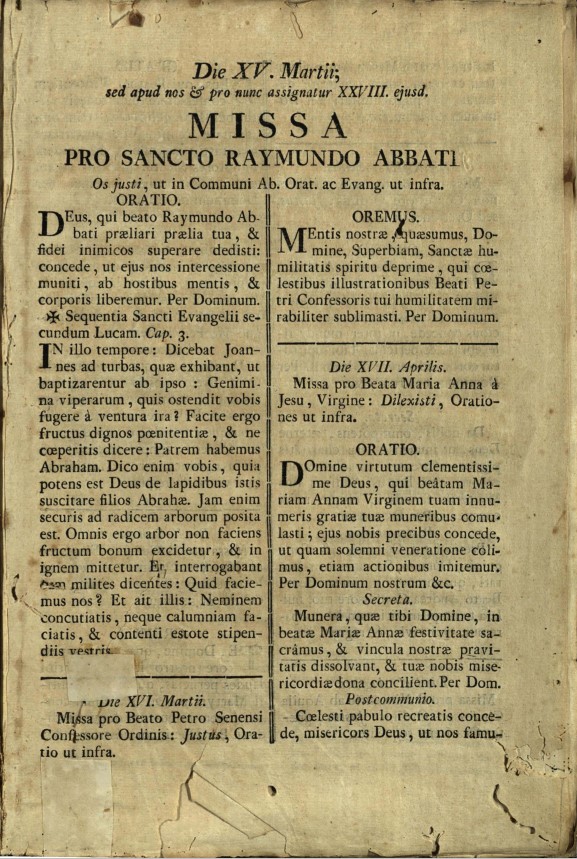 Die XV. Martii;
sed apud nos & pro nunc assignatur XXVIII. ejusd.
MISSA
PRO SANCTO RAYMUNDO ABBATI
Os justi, ut in Communi Ab. Orat. ac Evang. ut infra.
ORATIO.
DEus, qui beato Raymundo Ab-
bati præliari prælia tua, &
fidei inimicos superare dedisti:
concede, ut ejus nos intercessione
muniti, ab hostibus mentis, &
corporis liberemur. Per Dominum.
✠ Sequentia Sancti Evangelii se-
cundum Lucam. Cap. 3.
IN illo tempore: Dicebat Joan-
nes ad turbas, quæ exhibant, ut
baptizarentur ab ipso: Genimi-
na viperarum, quis ostendit vobis
fugere à ventura ira? Facite ergo
fructus dignos pœnitentiæ, & ne
cœperitis dicere: Patrem habemus
Abraham. Dico enim vobis, quia
potens est Deus de lapidibus istis
suscitare filios Abrahæ. Jam enim
securis ad radicem arborum posita
est. Omnis ergo arbor non faciens
fructum bonum excidetur, & in
ignem mittetur. Et, interrogabant
milites dicentes: Quid facie-
mus nos? Et ait illis: Neminem
concutiatis, neque calumniam fa-
ciatis, & contenti estote stipen-
diis vestris.
Die XVI. Martii.
Missa pro Beato Petro Senensi
Confessore Ordinis: Justus, Ora-
tio ut infra.
OREMUS.
MEntis nostræ, quæsumus, Do-
mine, Superbiam, Sanctæ hu-
militatis spiritu deprime, qui cœ-
lestibus illustrationibus Beati Pe-
tri Confessoris tui humilitatem mi-
rabiliter sublimasti. Per Dominum.
Die XVII. Aprilis.
Missa pro Beata Maria Anna à
Jesu, Virgine: Dilexisti, Oratio-
nes ut infra.
ORATIO.
DOmine virtutum clementissi-
me Deus, qui beâtam Ma-
riam Annam Virginem tuam innu-
meris gratiæ tuæ muneribus comu-
lasti; ejus nobis precibus concede,
ut quam solemni veneratione coli-
mus, etiam actionibus imitemur.
Per Dominum nostrum &c.
Secreta.
Munera, quæ tibi Domine, in
beatæ Mariæ Annæ festivitate sa-
crâmus, & vincula nostræ pravi-
tatis dissolvant, & tuæ nobis mise-
ricordiædona concilient. Per Dom.
Postcommunio.
Cœlesti pabulo recreatis conce-
de, misericors Deus, ut nos famu-